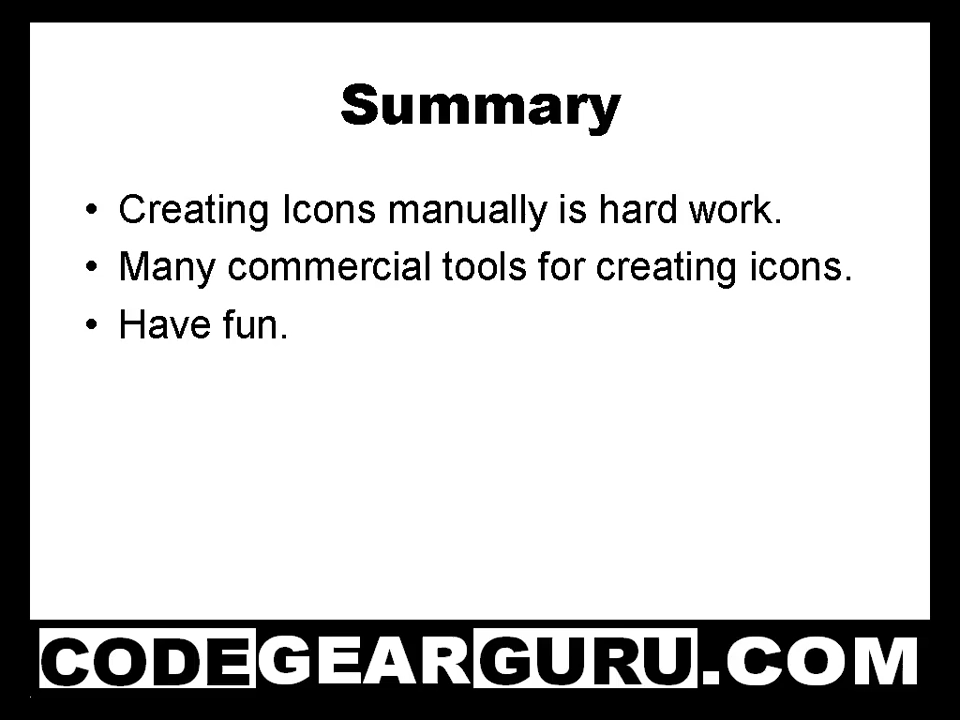 Summary
• Creating Icons manually is hard work.
• Many commercial tools for creating icons.
• Have fun.
CODEGEARGURU.COM